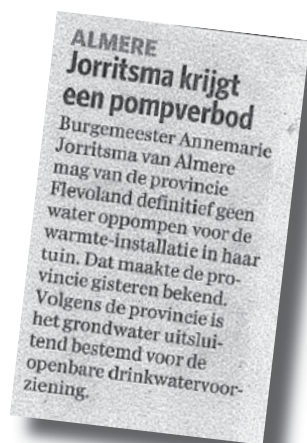 ALMERE
Jorritsma krijgt
een pompverbod
Burgemeester Annemarie
Jorritsma van Almere
mag van de provincie
Flevoland definitief geen
water oppompen voor de
warmte-installatie in haar
tuin. Dat maakte de pro-
vincie gisteren bekend.
Volgens de provincie is
het grondwater uitslui-
tend bestemd voor de
openbare drinkwatervoor-
ziening.